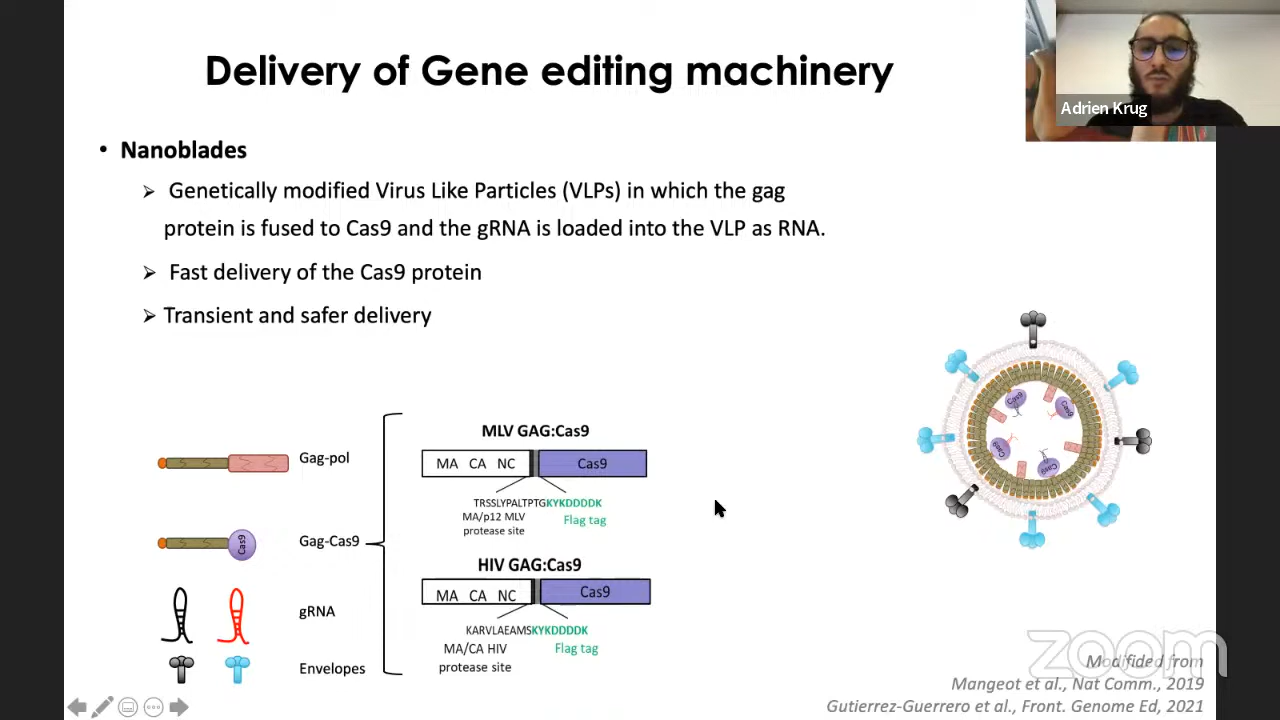 Delivery of Gene editing machinery
Adrien Krug
• Nanoblades
➢ Genetically modified Virus Like Particles (VLPs) in which the gag
protein is fused to Cas9 and the gRNA is loaded into the VLP as RNA.
➢ Fast delivery of the Cas9 protein
➢ Transient and safer delivery
Gag-pol
Gag-Cas9
Cas9
gRNA
Envelopes
MLV GAG:Cas9
MA CA NC Cas9
TRSSLYPALTPTGKYKDDDDK
MA/p12 MLV
protease site
Flag tag
HIV GAG:Cas9
MA CA NC Cas9
KARVLAEAMSKYKDDDDK
MA/CA HIV
protease site
Flag tag
Cas9
Cas9
Cas9
Cas9
zoom
Modifided from
Mangeot et al., Nat Comm., 2019
Gutierrez-Guerrero et al., Front. Genome Ed, 2021